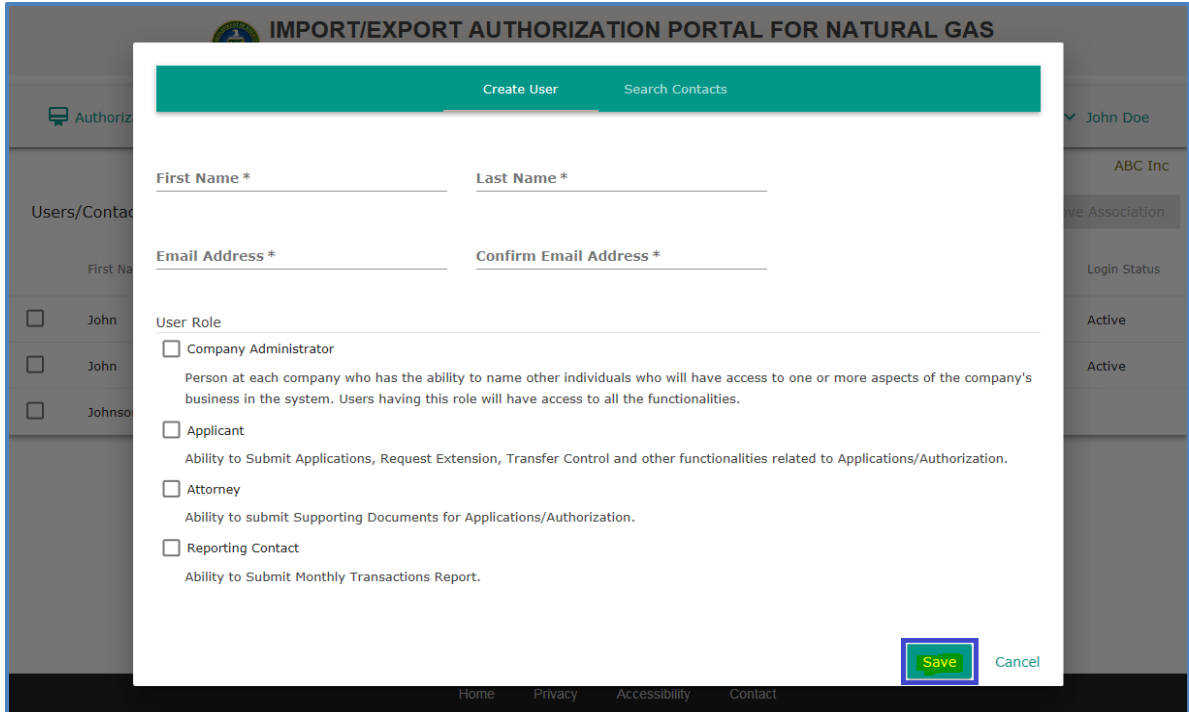 IMPORT/EXPORT AUTHORIZATION PORTAL FOR NATURAL GAS
Create User Search Contacts
Authoriz
John Doe
ABC Inc
First Name * Last Name *
Users/Contac
ove Association
Email Address * Confirm Email Address *
First Na
Login Status
John
Active
User Role
Company Administrator
Person at each company who has the ability to name other individuals who will have access to one or more aspects of the company's
business in the system. Users having this role will have access to all the functionalities.
John
Active
Johnso
Applicant
Ability to Submit Applications, Request Extension, Transfer Control and other functionalities related to Applications/Authorization.
Attorney
Ability to submit Supporting Documents for Applications/Authorization.
Reporting Contact
Ability to Submit Monthly Transactions Report.
Save Cancel
Home Privacy Accessibility Contact